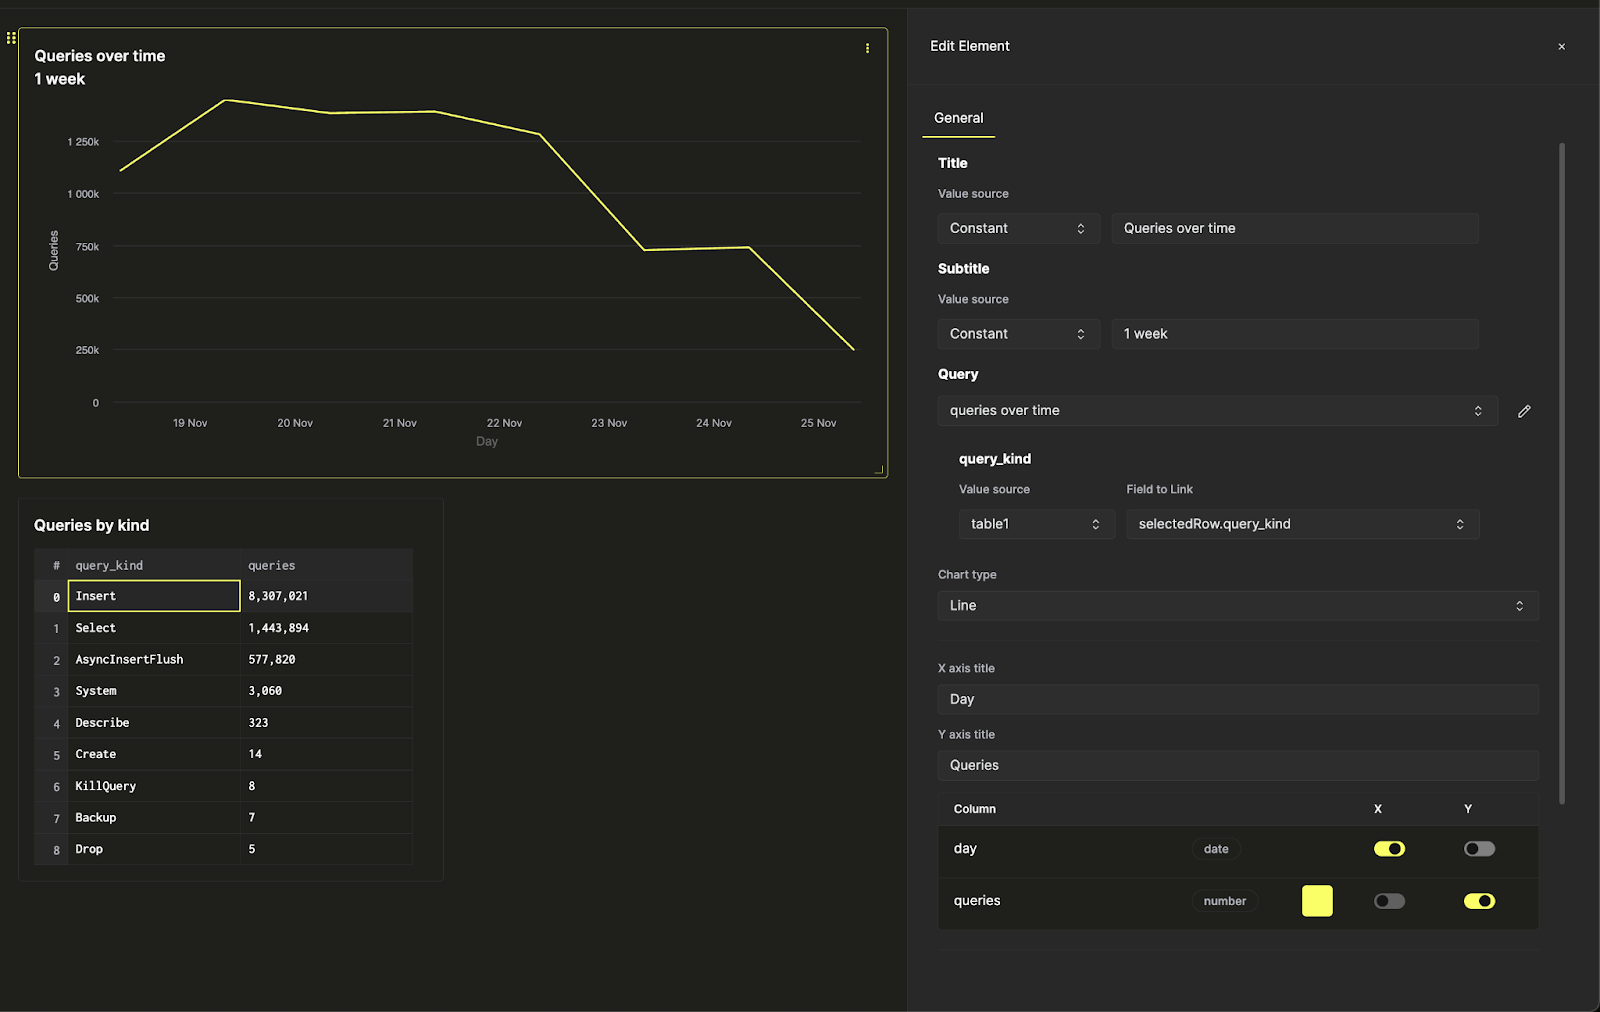 Queries over time
1 week
1 250k
1 000k
750k
500k
250k
0
Queries
19 Nov 20 Nov 21 Nov 22 Nov 23 Nov 24 Nov 25 Nov
Day
Queries by kind
# query_kind queries
0 Insert 8,307,021
1 Select 1,443,894
2 AsyncInsertFlush 577,820
3 System 3,060
4 Describe 323
5 Create 14
6 KillQuery 8
7 Backup 7
8 Drop 5
Edit Element
General
Title
Value source
Constant Queries over time
Subtitle
Value source
Constant 1 week
Query
queries over time
query_kind
Value source Field to Link
table1 selectedRow.query_kind
Chart type
Line
X axis title
Day
Y axis title
Queries
Column X Y
day date
queries number